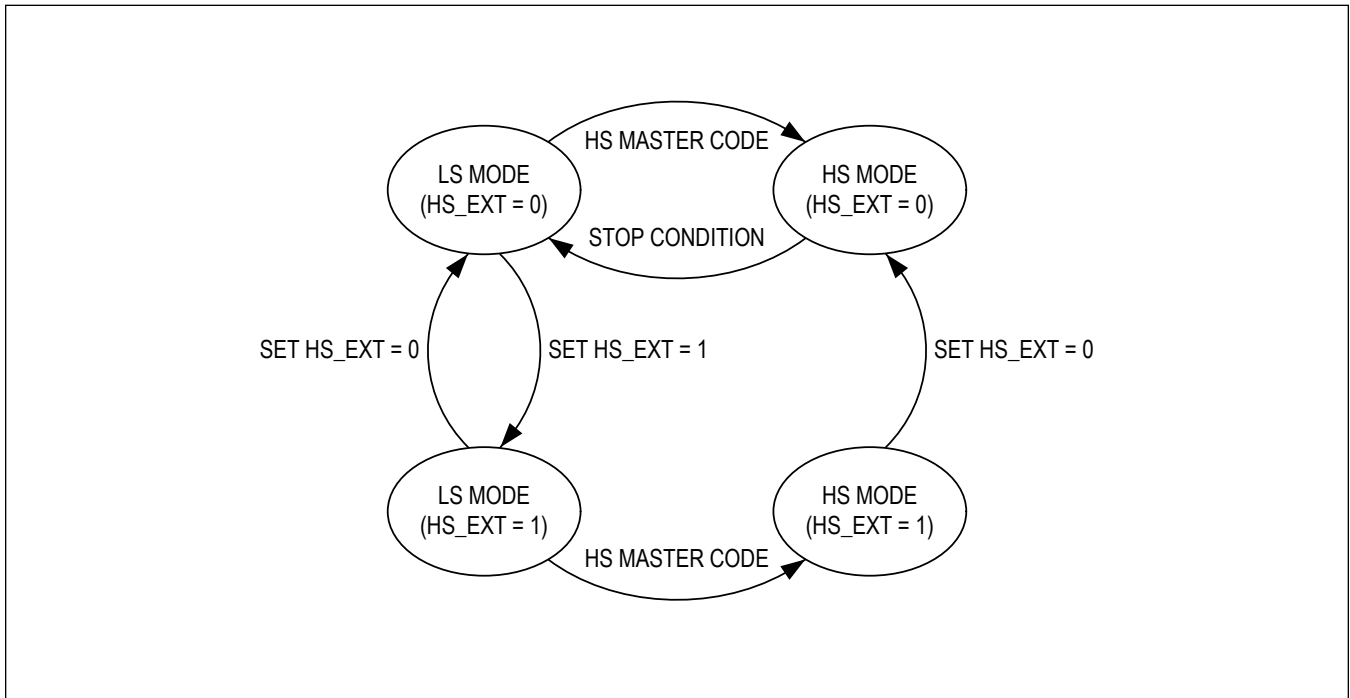 HS MASTER CODE
LS MODE
(HS_EXT = 0)
HS MODE
(HS_EXT = 0)
STOP CONDITION
SET HS_EXT = 0
SET HS_EXT = 1
SET HS_EXT = 0
LS MODE
(HS_EXT = 1)
HS MODE
(HS_EXT = 1)
HS MASTER CODE